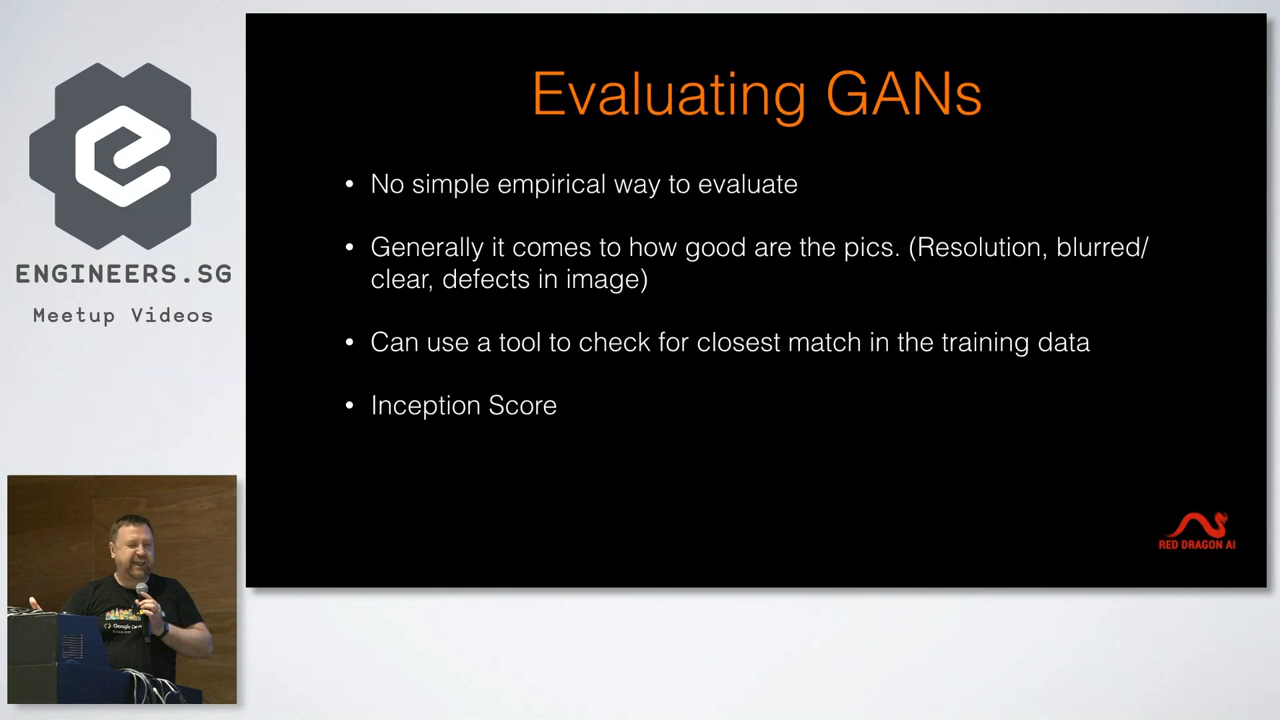 ENGINEERS.SG
Meetup Videos
Evaluating GANs
• No simple empirical way to evaluate
• Generally it comes to how good are the pics. (Resolution, blurred/
clear, defects in image)
• Can use a tool to check for closest match in the training data
• Inception Score
RED DRAGON AI
Google